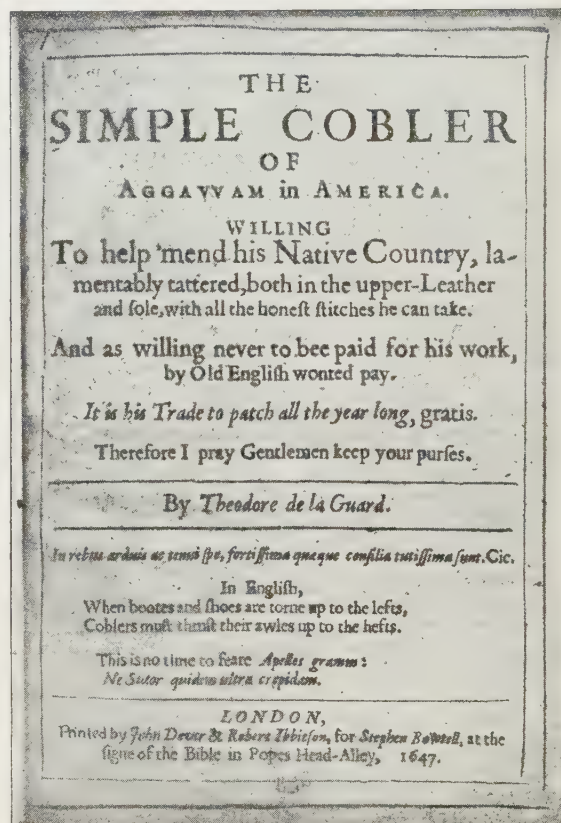 THE
SIMPLE COBLER
OF
AGGAVVAM in AMERICA.
WILLING
To help 'mend his Native Country, la-
mentably tattered, both in the upper-Leather
and ſole, with all the honeſt ſtitches he can take.
And as willing never to bee paid for his work,
by Old Engliſh wonted pay.
It is his Trade to patch all the year long, gratis.
Therefore I pray Gentlemen keep your purſes.
By Theodore de la Guard.
In rebus arduis ac tenui ſpe, fortiſſima quæque conſilia tutiſſima ſunt. Cic.
In Engliſh,
When bootes and ſhoes are torne up to the lefts,
Coblers muſt thruſt their awles up to the hefts.
This is no time to feare Apelles gramm:
Ne Sutor quidem ultra crepidam.
LONDON,
Printed by John Dever & Robert Ibbitſon, for Stephen Bowtell, at the
ſigne of the Bible in Popes Head-Alley, 1647.